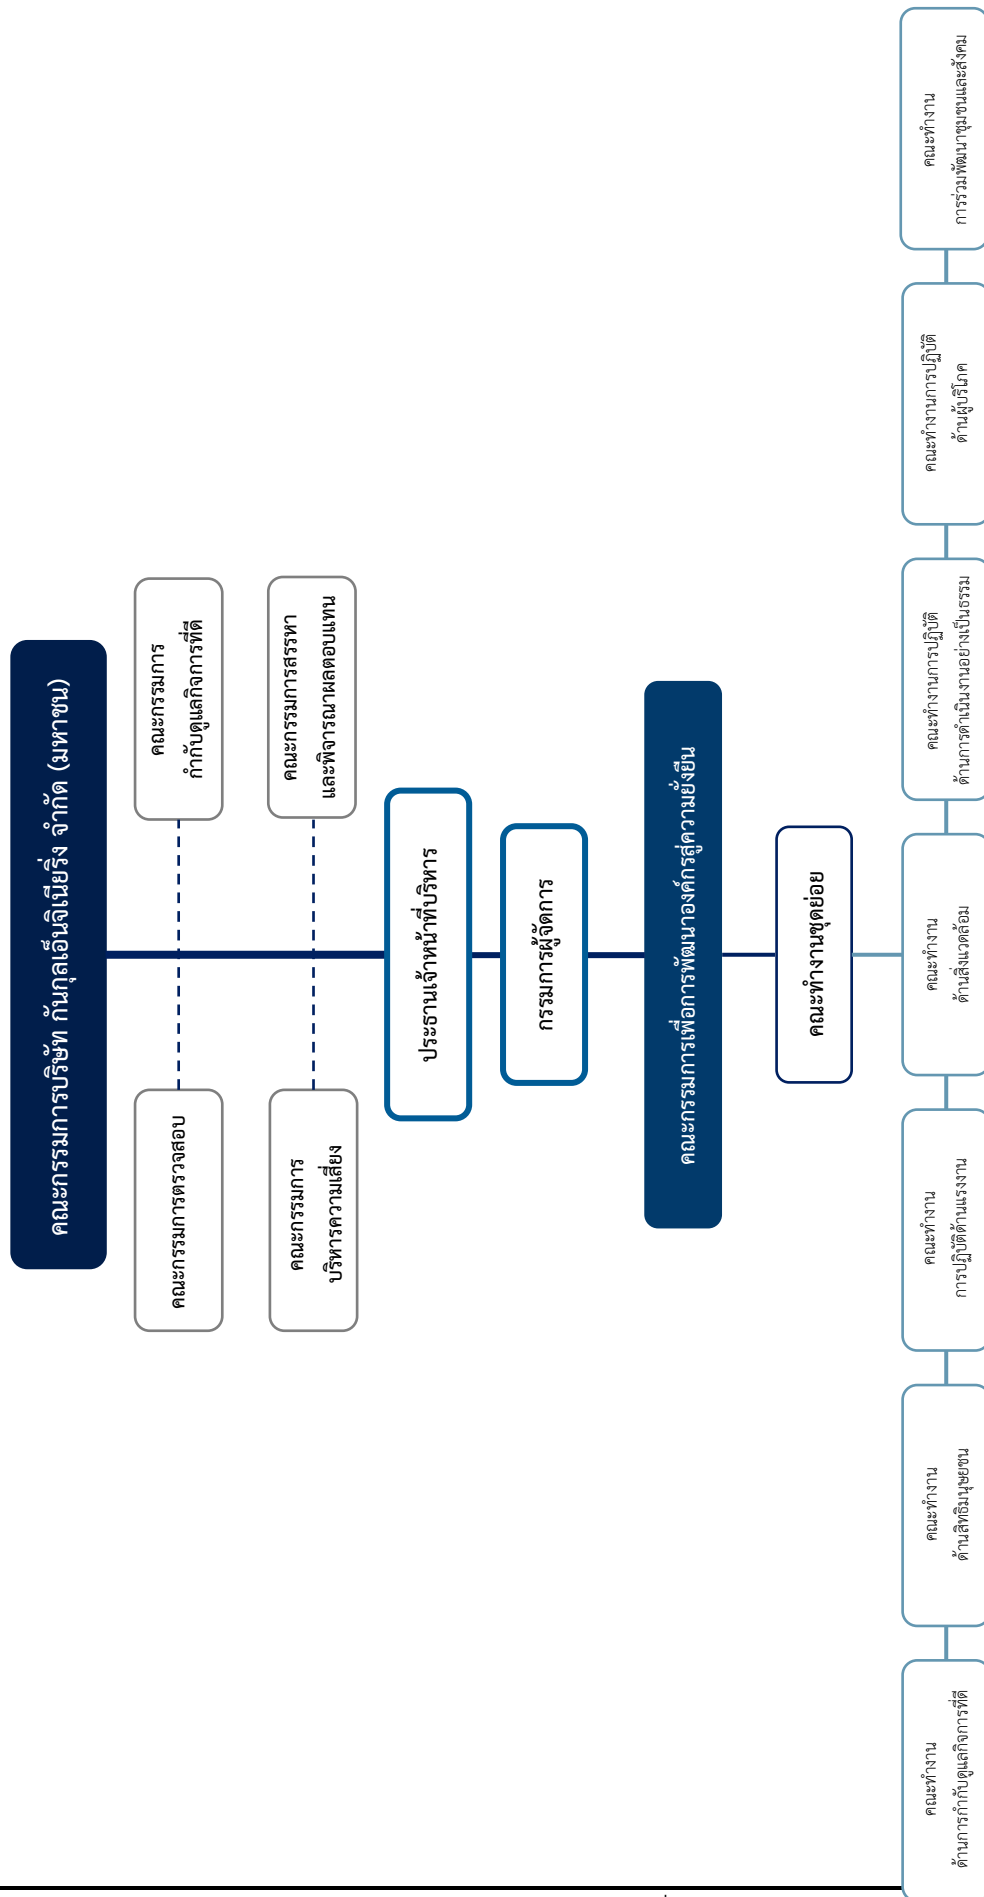 คณะกรรมการบริษัท กันกุลเอ็นจิเนียริ่ง จำกัด (มหาชน)
คณะกรรมการตรวจสอบ
คณะกรรมการ
กำกับดูแลกิจการที่ดี
คณะกรรมการ
บริหารความเสี่ยง
คณะกรรมการสรรหา
และพิจารณาผลตอบแทน
ประธานเจ้าหน้าที่บริหาร
กรรมการผู้จัดการ
คณะกรรมการเพื่อการพัฒนาองค์กรสู่ความยั่งยืน
คณะทำงานชุดย่อย
คณะทำงาน
ด้านการกำกับดูแลกิจการที่ดี
คณะทำงาน
ด้านสิทธิมนุษยชน
คณะทำงาน
การปฏิบัติด้านแรงงาน
คณะทำงาน
ด้านสิ่งแวดล้อม
คณะทำงานการปฏิบัติ
ด้านการดำเนินงานอย่างเป็นธรรม
คณะทำงานการปฏิบัติ
ด้านผู้บริโภค
คณะทำงาน
การร่วมพัฒนาชุมชนและสังคม